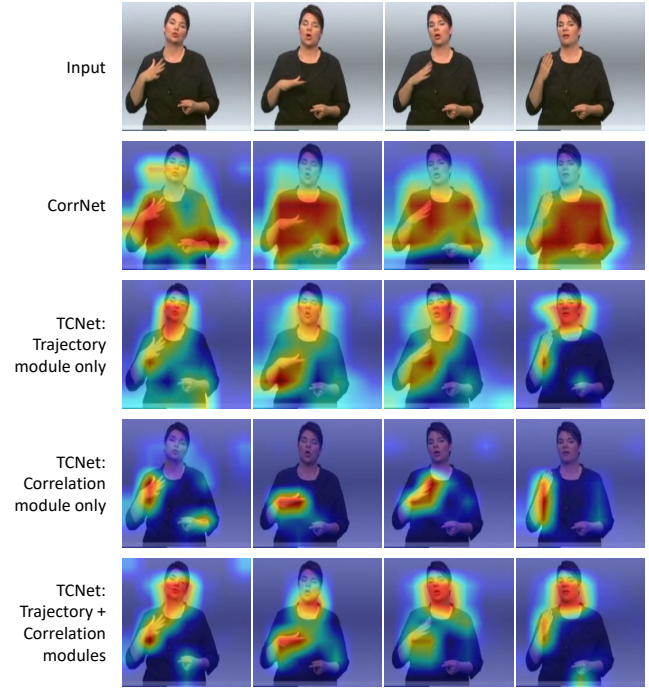 Input
CorrNet
TCNet:
Trajectory
module only
TCNet:
Correlation
module only
TCNet:
Trajectory +
Correlation
modules